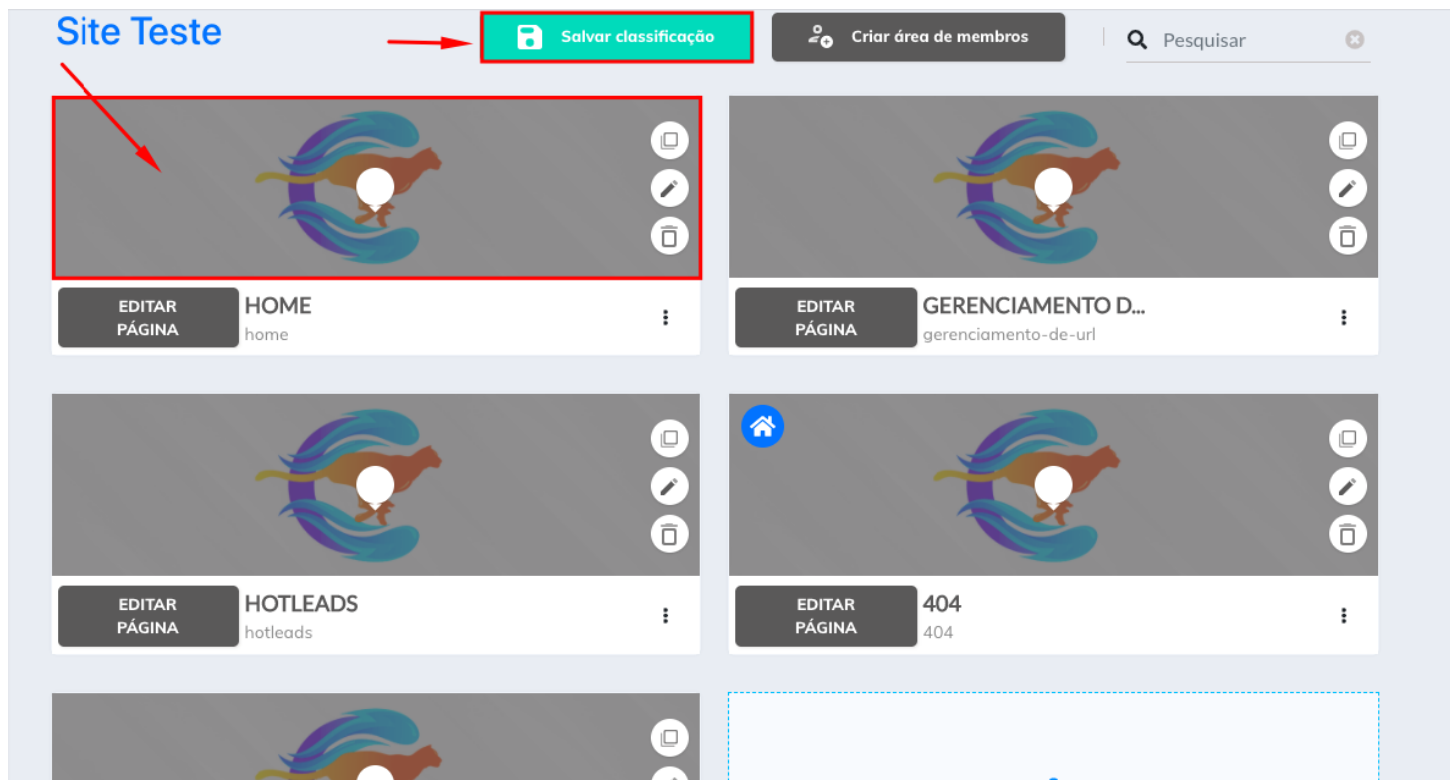 Site Teste
Salvar classificação
Criar área de membros
Pesquisar
EDITAR
PÁGINA
HOME
home
EDITAR
PÁGINA
GERENCIAMENTO D...
gerenciamento-de-url
EDITAR
PÁGINA
HOTLEADS
hotleads
EDITAR
PÁGINA
404
404